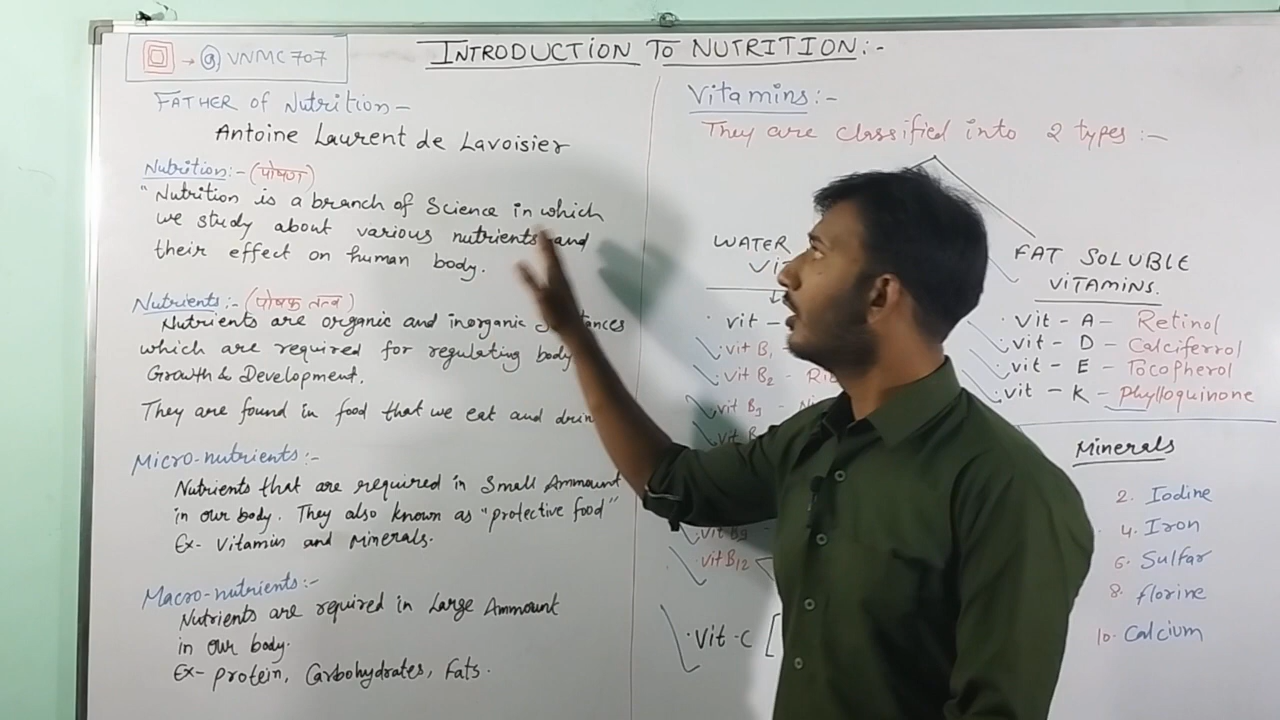 INTRODUCTION TO NUTRITION:-
→ @ VNMC 707
FATHER OF Nutrition -
Antoine Laurent de Lavoisier
Nutrition:- (पोषण)
"Nutrition is a branch of Science in which
we study about various nutrients and
their effect on human body.
Nutrients:- (पोषक तत्व)
Nutrients are organic and inorganic
which are required for regulating body
Growth & Development.
They are found in food that we eat and
Micro-nutrients:-
Nutrients that are required in Small Ammount
in our body. They also known as "protective food"
Ex- Vitamin and Minerals.
Macro-nutrients:-
Nutrients are required in Large Ammount
in our body.
Ex- protein, Carbohydrates, Fats.
Vitamins:-
They are classified into 2 types:-
WATER
vit -
vit B1
vit B2 -
vit B3 -
vit B
vit B9
vit B12
Vit-C [
FAT SOLUBLE
VITAMINS.
Vit - A - Retinol
vit - D - Calciferrol
vit - E - Tocopherol
vit - K - Phylloquinone
Minerals
2. Iodine
4. Iron
6. Sulfar
8. florine
10. Calcium